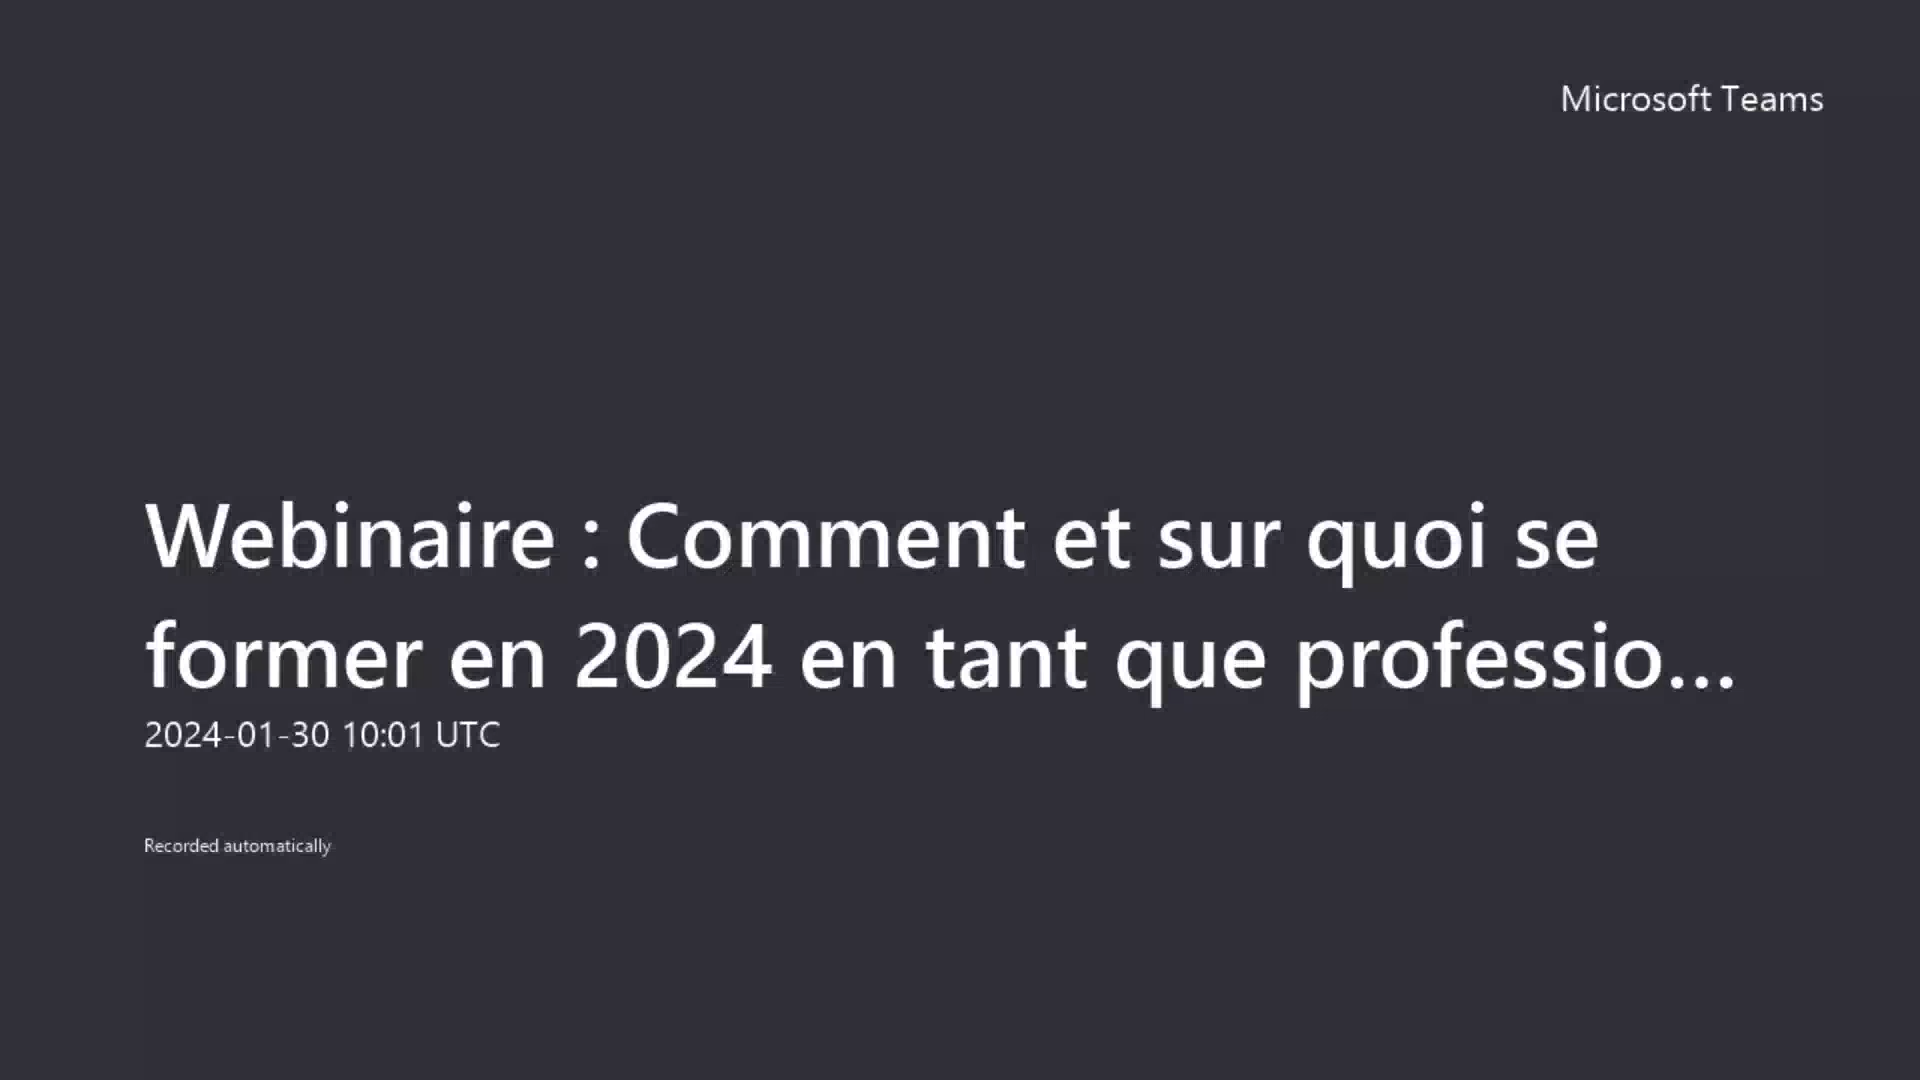 Microsoft Teams
Webinaire : Comment et sur quoi se
former en 2024 en tant que professio...
2024-01-30 10:01 UTC
Recorded automatically